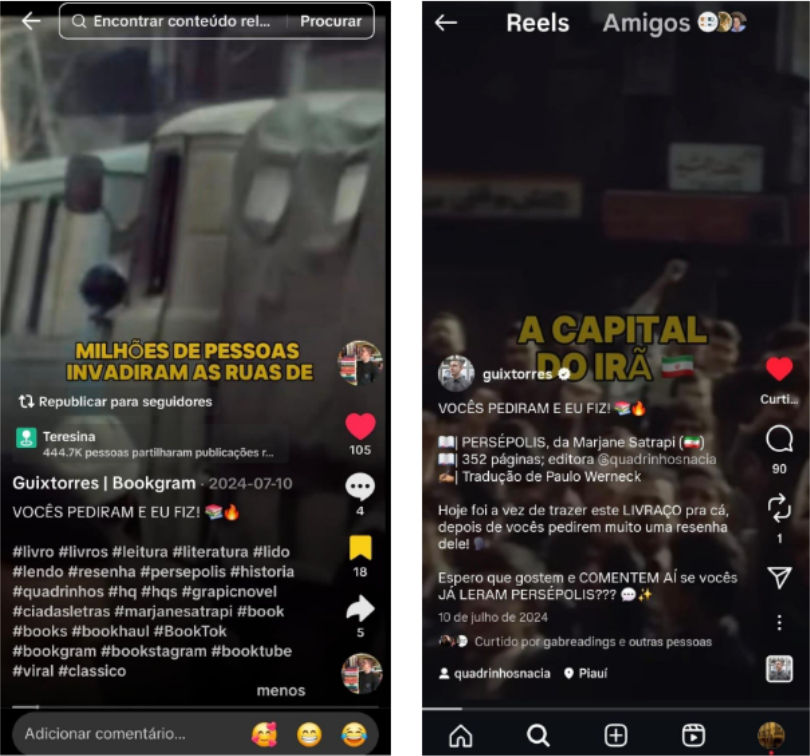 Encontrar conteúdo rel... Procurar
MILHÕES DE PESSOAS
INVADIRAM AS RUAS DE
Republicar para seguidores
Teresina
444.7K pessoas partilharam publicações r...
105
Guixtorres | Bookgram · 2024-07-10
VOCÊS PEDIRAM E EU FIZ! 📚🔥
4
#livro #livros #leitura #literatura #lido
#lendo #resenha #persepolis #historia
#quadrinhos #hq #hqs #grapicnovel
#ciadasletras #marjanesatrapi #book
#books #bookhaul #BookTok
#bookgram #bookstagram #booktube
#viral #classico
18
5
menos
Adicionar comentário... 🥰 😁 😂
Reels Amigos
A CAPITAL
DO IRÃ 🇮🇷
guixtorres
Curti...
VOCÊS PEDIRAM E EU FIZ! 📚🔥
📖| PERSÉPOLIS, da Marjane Satrapi (🇮🇷)
📖| 352 páginas; editora @quadrinhosnacia
✍🏽| Tradução de Paulo Werneck
90
Hoje foi a vez de trazer este LIVRAÇO pra cá,
depois de vocês pedirem muito uma resenha
dele! 🗣
1
Espero que gostem e COMENTEM AÍ se vocês
JÁ LERAM PERSÉPOLIS??? 💬✨
10 de julho de 2024
Curtido por gabreadings e outras pessoas
quadrinhosnacia Piauí